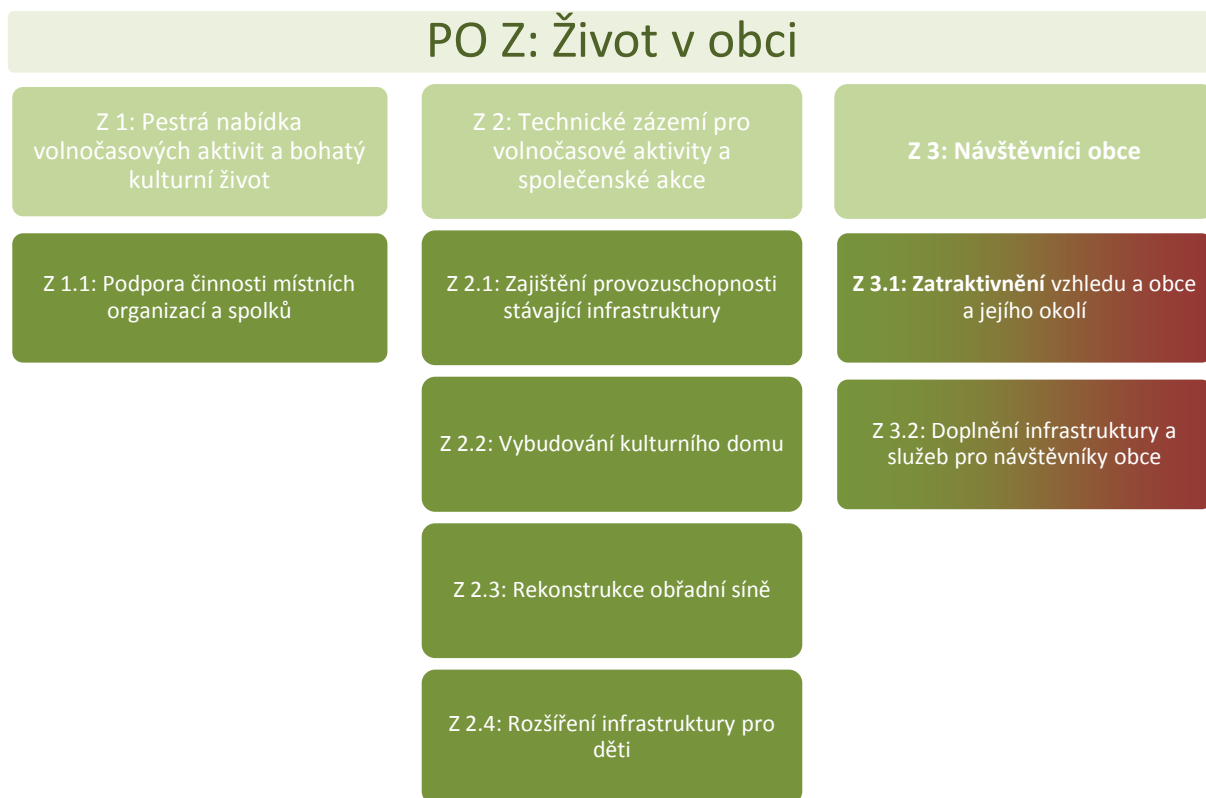 PO Z: Život v obci
Z 1: Pestrá nabídka
volnočasových aktivit a bohatý
kulturní život
Z 1.1: Podpora činnosti místních
organizací a spolků
Z 2: Technické zázemí pro
volnočasové aktivity a
společenské akce
Z 2.1: Zajištění provozuschopnosti
stávající infrastruktury
Z 2.2: Vybudování kulturního domu
Z 2.3: Rekonstrukce obřadní síně
Z 2.4: Rozšíření infrastruktury pro
děti
Z 3: Návštěvníci obce
Z 3.1: Zatraktivnění vzhledu a obce
a jejího okolí
Z 3.2: Doplnění infrastruktury a
služeb pro návštěvníky obce